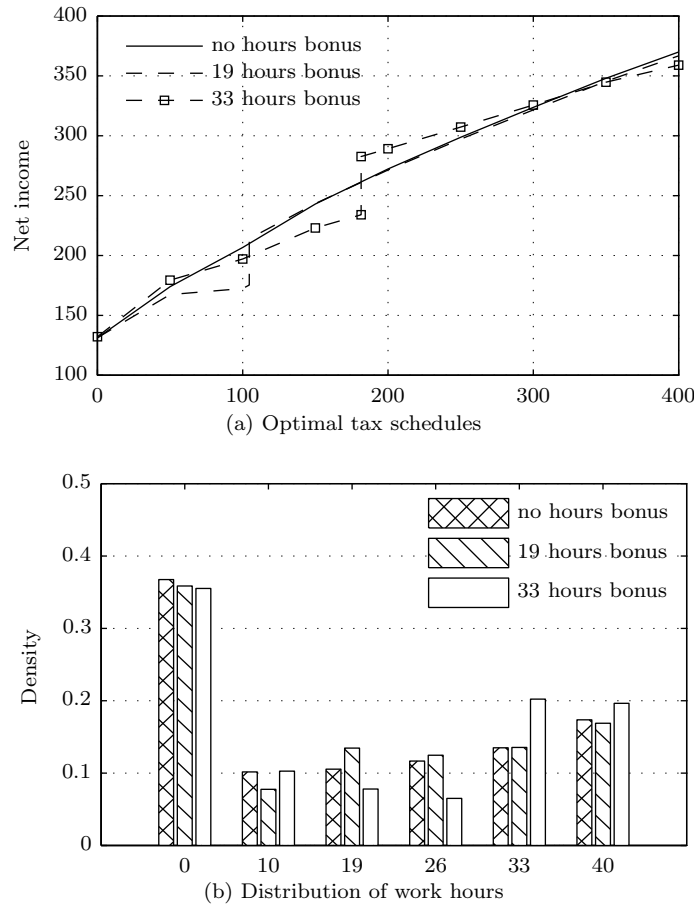 400
350
300
250
200
150
100
Net income
no hours bonus
19 hours bonus
33 hours bonus
0 100 200 300 400
(a) Optimal tax schedules
0.5
0.4
0.3
0.2
0.1
0
Density
no hours bonus
19 hours bonus
33 hours bonus
0 10 19 26 33 40
(b) Distribution of work hours